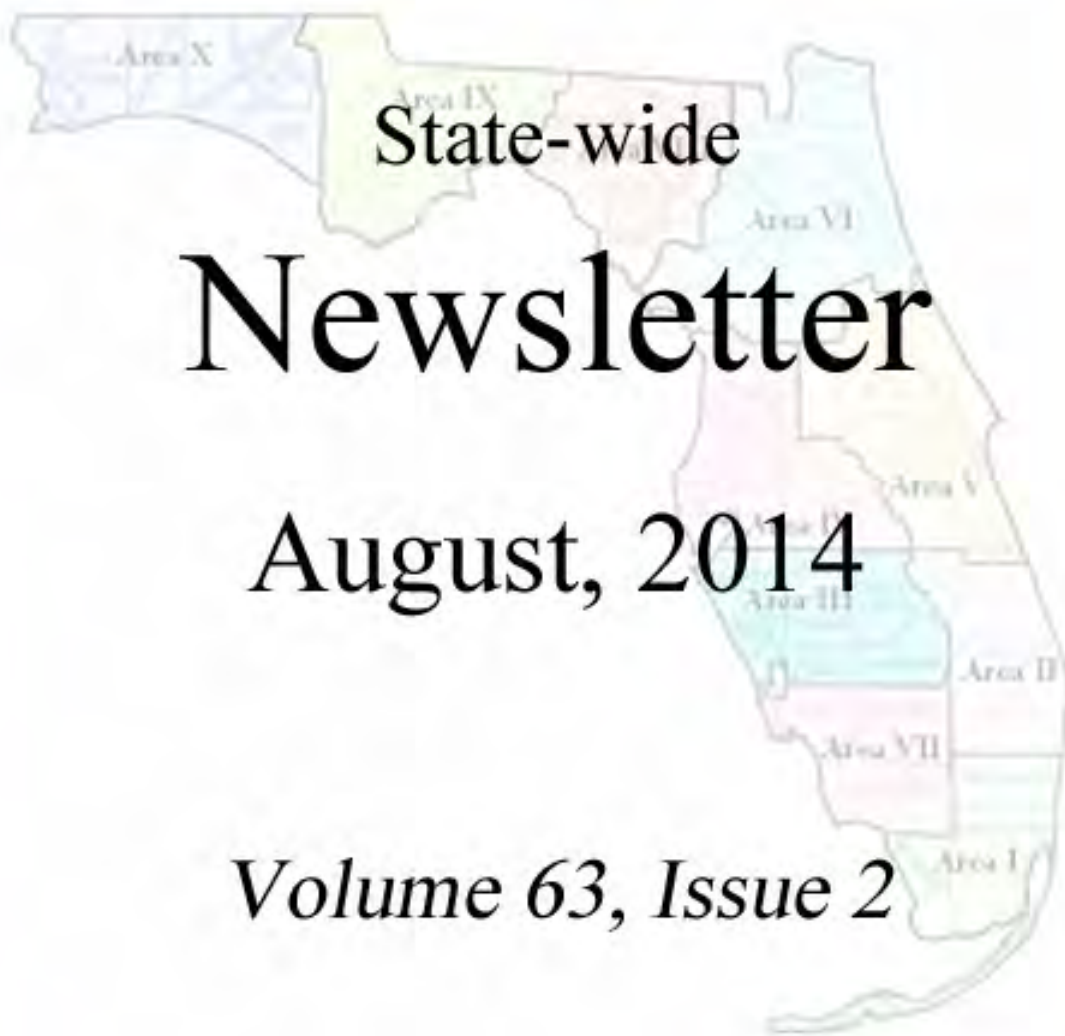 Area X
Area IX
State-wide
Area VI
Newsletter
Area V
August, 2014
Area III
Area II
Area VII
Area I
Volume 63, Issue 2